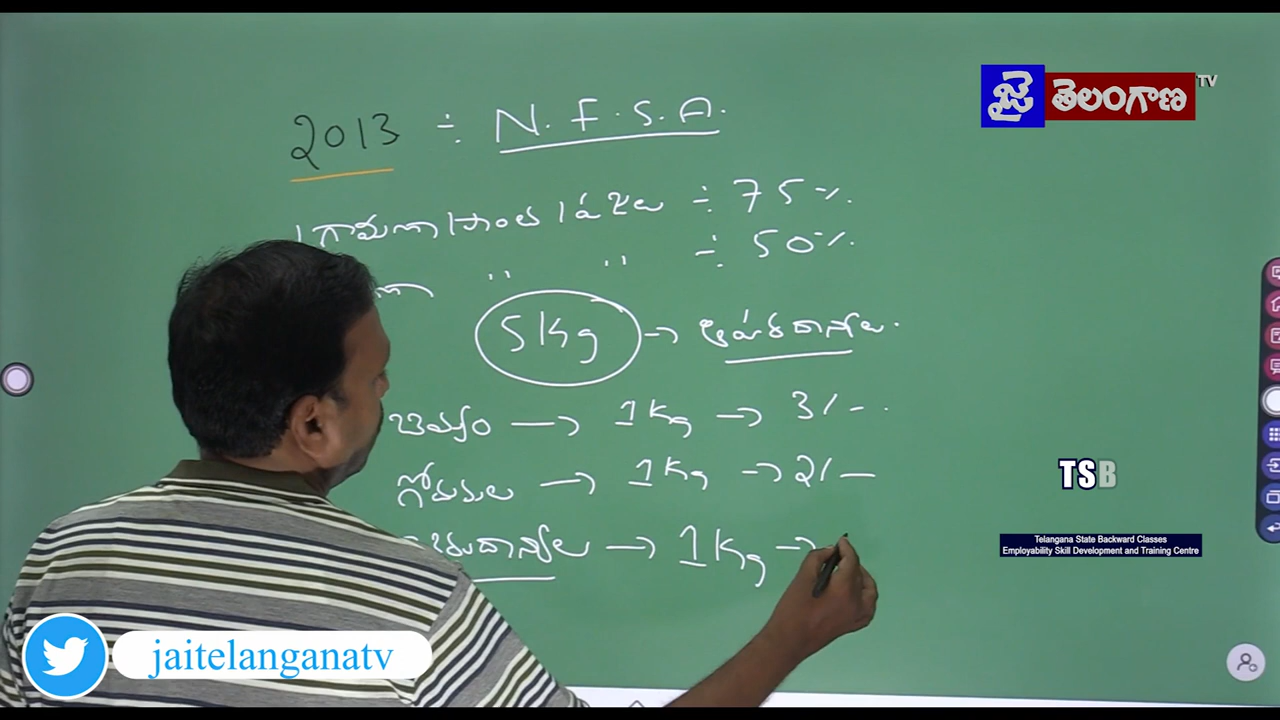 జై తెలంగాణ TV
2013 ÷ N.F.S.A.
గ్రామీణ ప్రాంత ప్రజలు ÷ 75%.
" " ÷ 50%.
5Kg → ఆహారధాన్యాలు.
బియ్యం → 1Kg → 3/-.
గోధుమలు → 1Kg → 2/-
→ 1Kg →
TSB
Telangana State Backward Classes
Employability Skill Development and Training Centre
jaitelanganatv